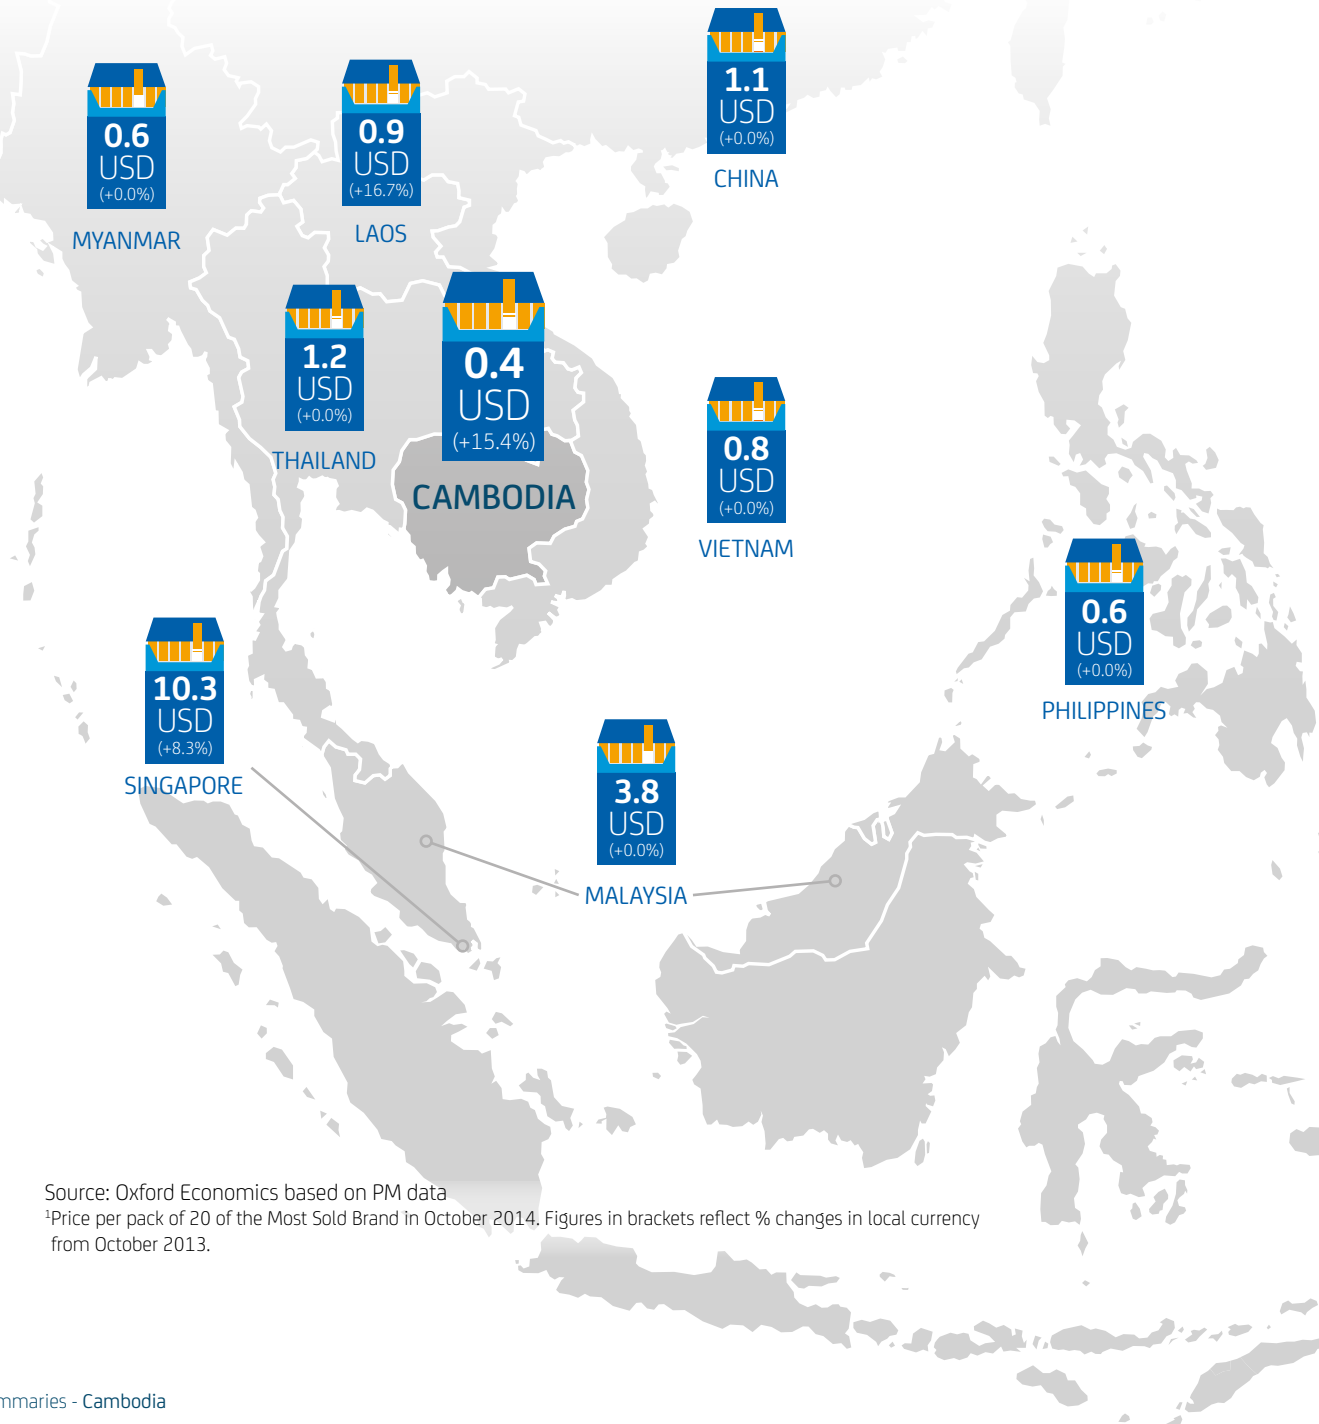 1.1
USD
(+0.0%)
CHINA
0.6
USD
(+0.0%)
MYANMAR
0.9
USD
(+16.7%)
LAOS
1.2
USD
(+0.0%)
THAILAND
0.4
USD
(+15.4%)
CAMBODIA
0.8
USD
(+0.0%)
VIETNAM
0.6
USD
(+0.0%)
PHILIPPINES
10.3
USD
(+8.3%)
SINGAPORE
3.8
USD
(+0.0%)
MALAYSIA
Source: Oxford Economics based on PM data
¹Price per pack of 20 of the Most Sold Brand in October 2014. Figures in brackets reflect % changes in local currency
from October 2013.
mmaries - Cambodia